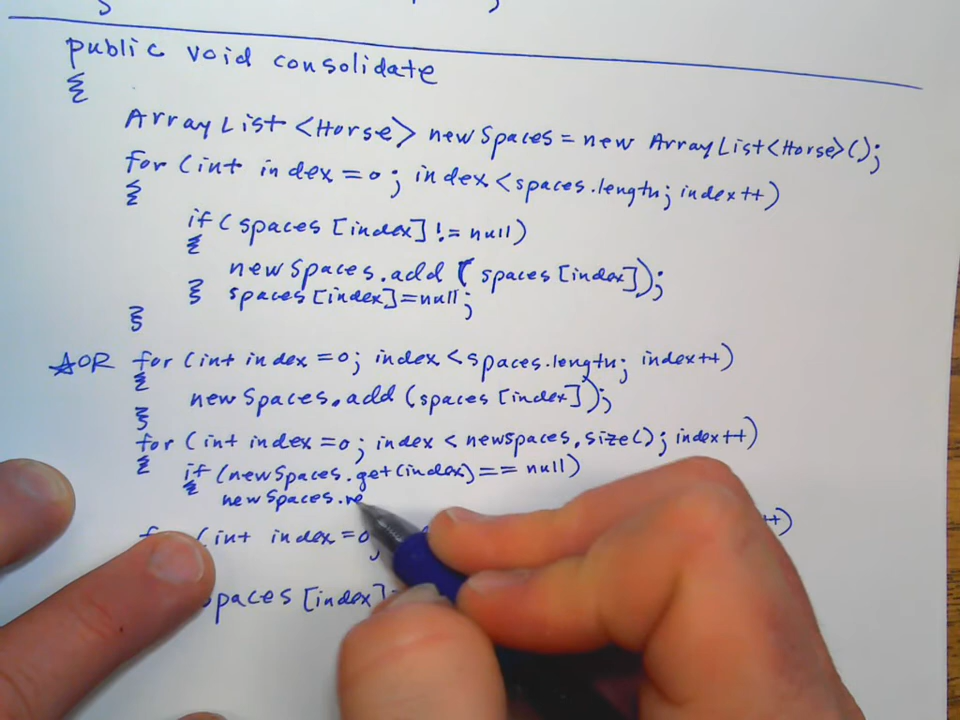 public void consolidate
{
ArrayList <Horse> newSpaces = new ArrayList<Horse>();
for (int index = 0; index < spaces.length; index++)
{
if (spaces [index] != null)
{
newSpaces.add (spaces [index]);
} spaces [index] = null;
}
☆OR for (int index = 0; index < spaces.length; index++)
{
newSpaces.add (spaces [index]);
}
for (int index = 0; index < newspaces.size(); index++)
{ if (newSpaces.get(index) == null)
{
newSpaces.re
(int index = 0;
spaces [index]